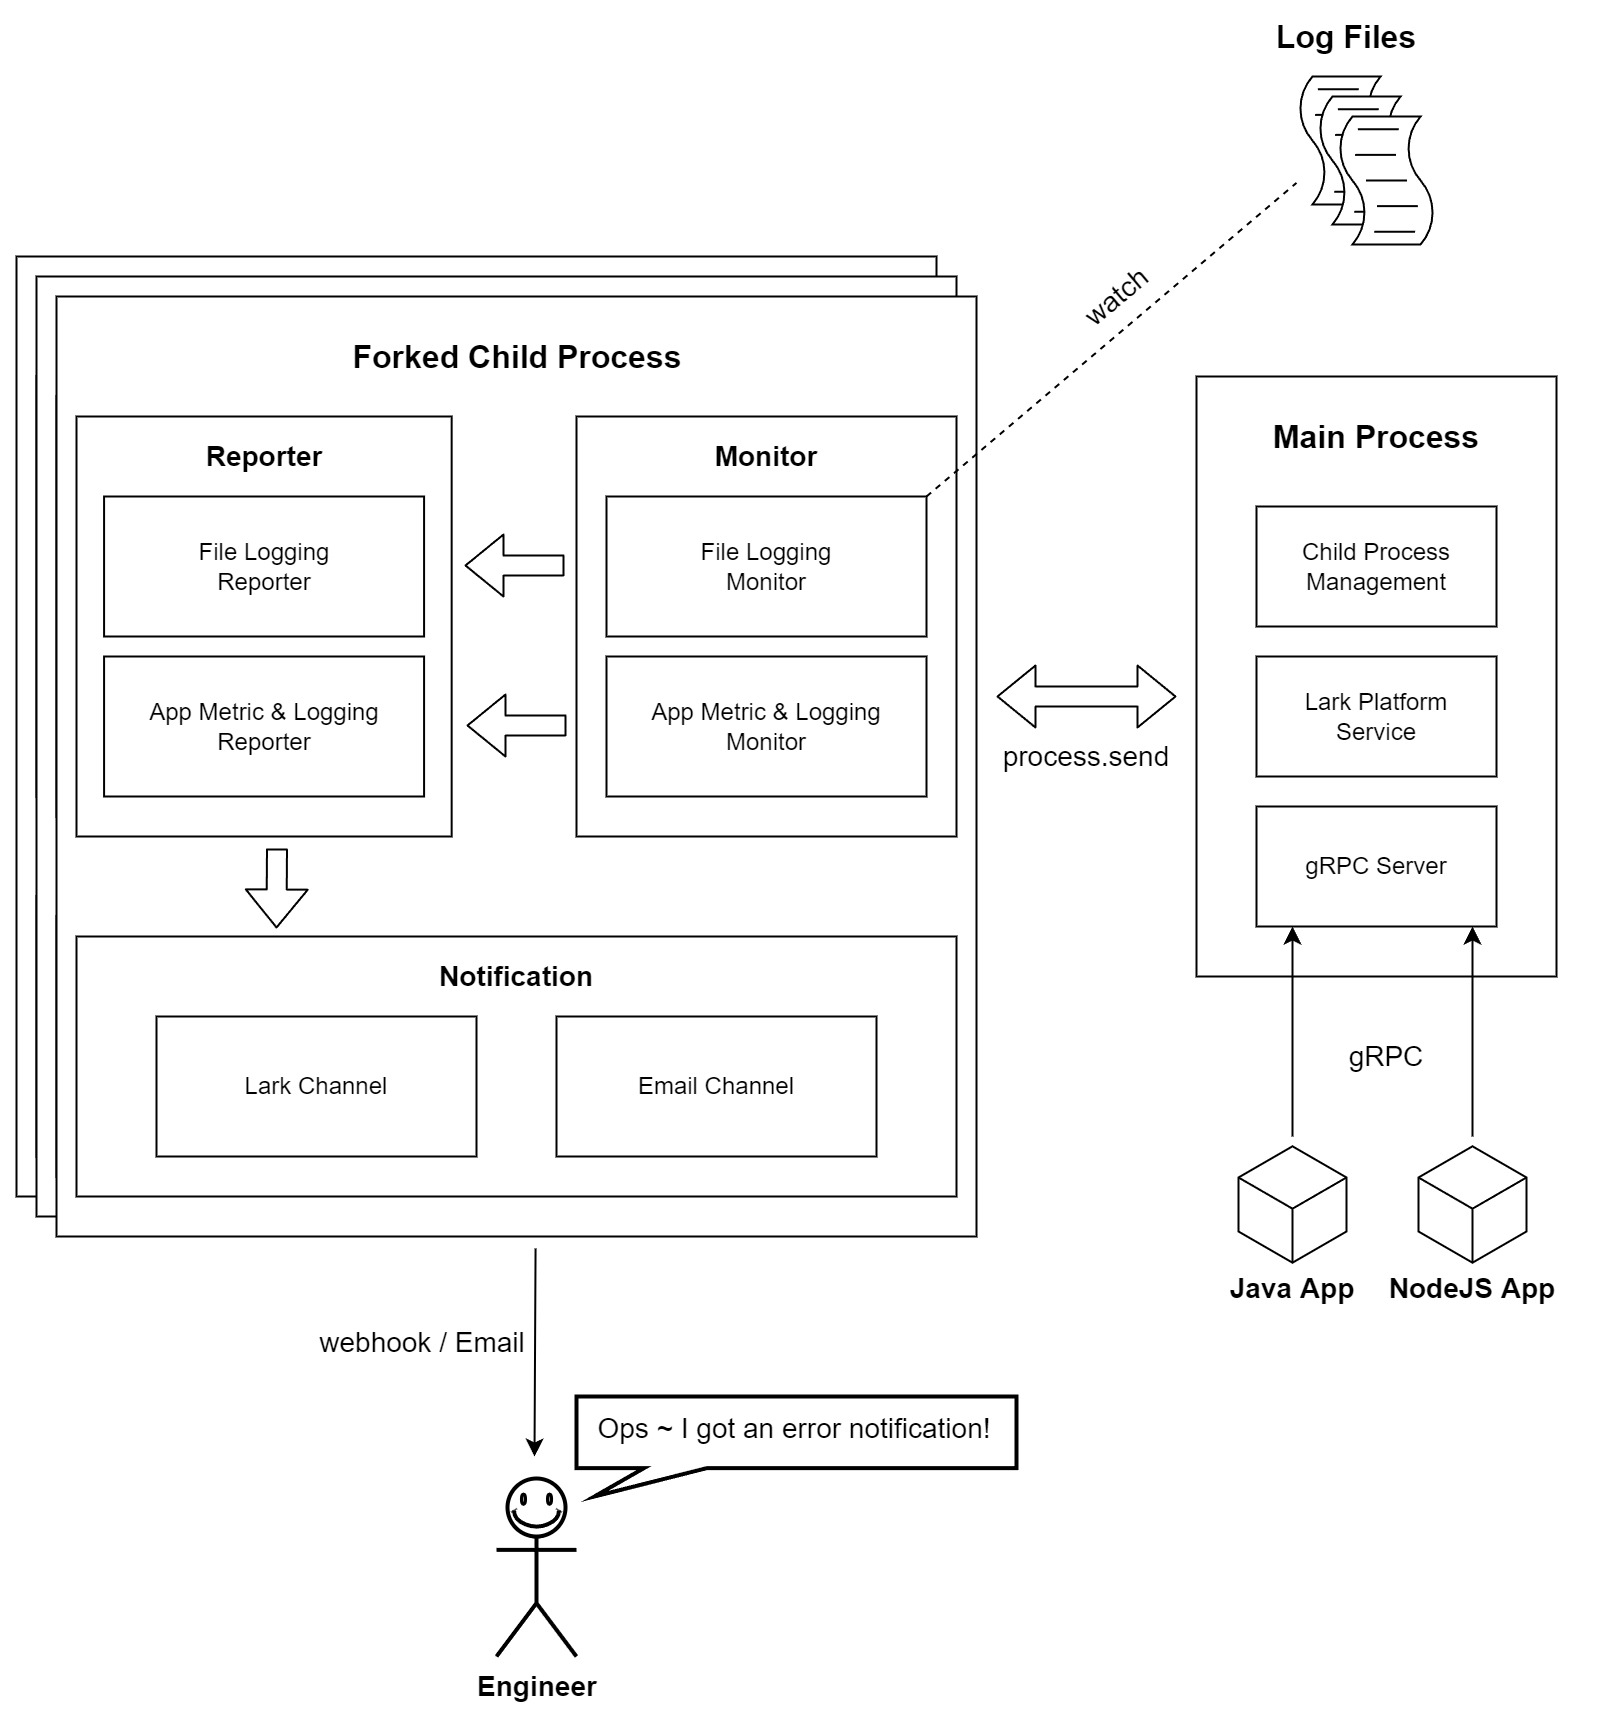 Log Files
watch
Forked Child Process
Reporter
File Logging
Reporter
App Metric & Logging
Reporter
Monitor
File Logging
Monitor
App Metric & Logging
Monitor
process.send
Main Process
Child Process
Management
Lark Platform
Service
gRPC Server
Notification
Lark Channel
Email Channel
gRPC
Java App
NodeJS App
webhook / Email
Ops ~ I got an error notification!
Engineer